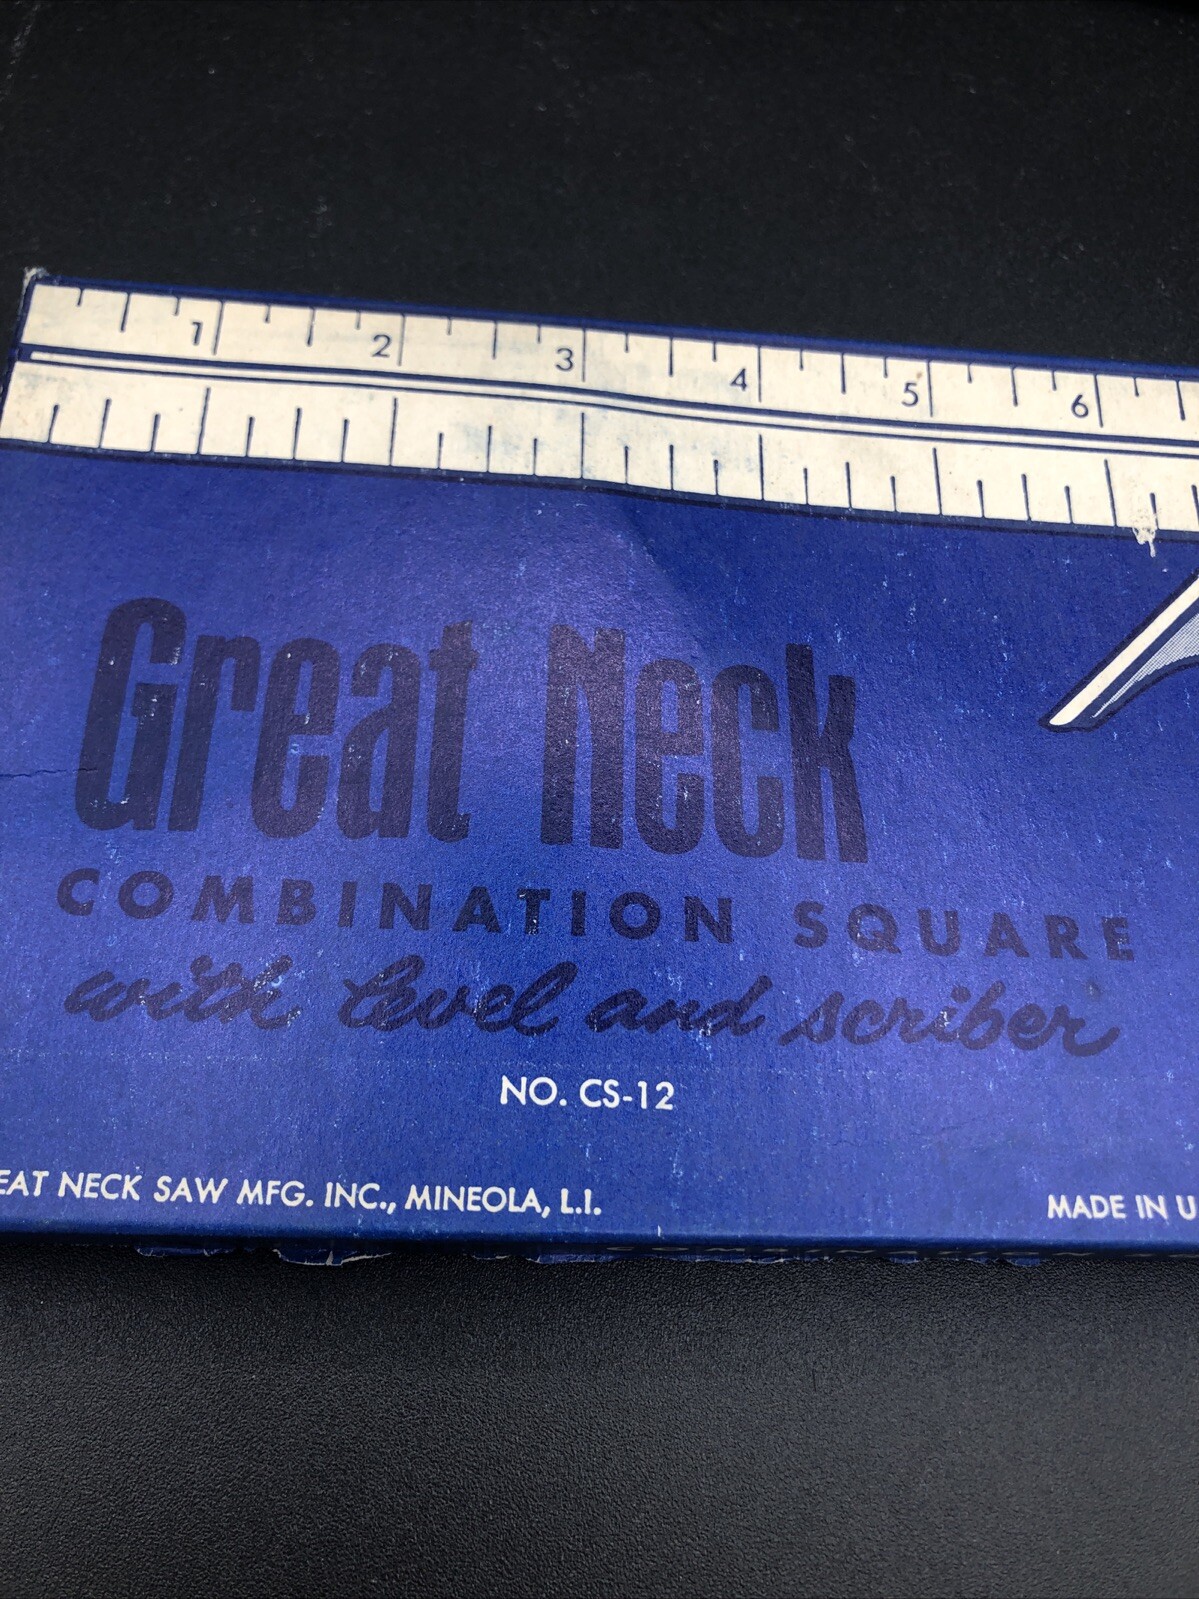 1 2 3 4 5 6
Great Neck
COMBINATION SQUARE
with level and scriber
NO. CS-12
EAT NECK SAW MFG. INC., MINEOLA, L.I.
MADE IN U